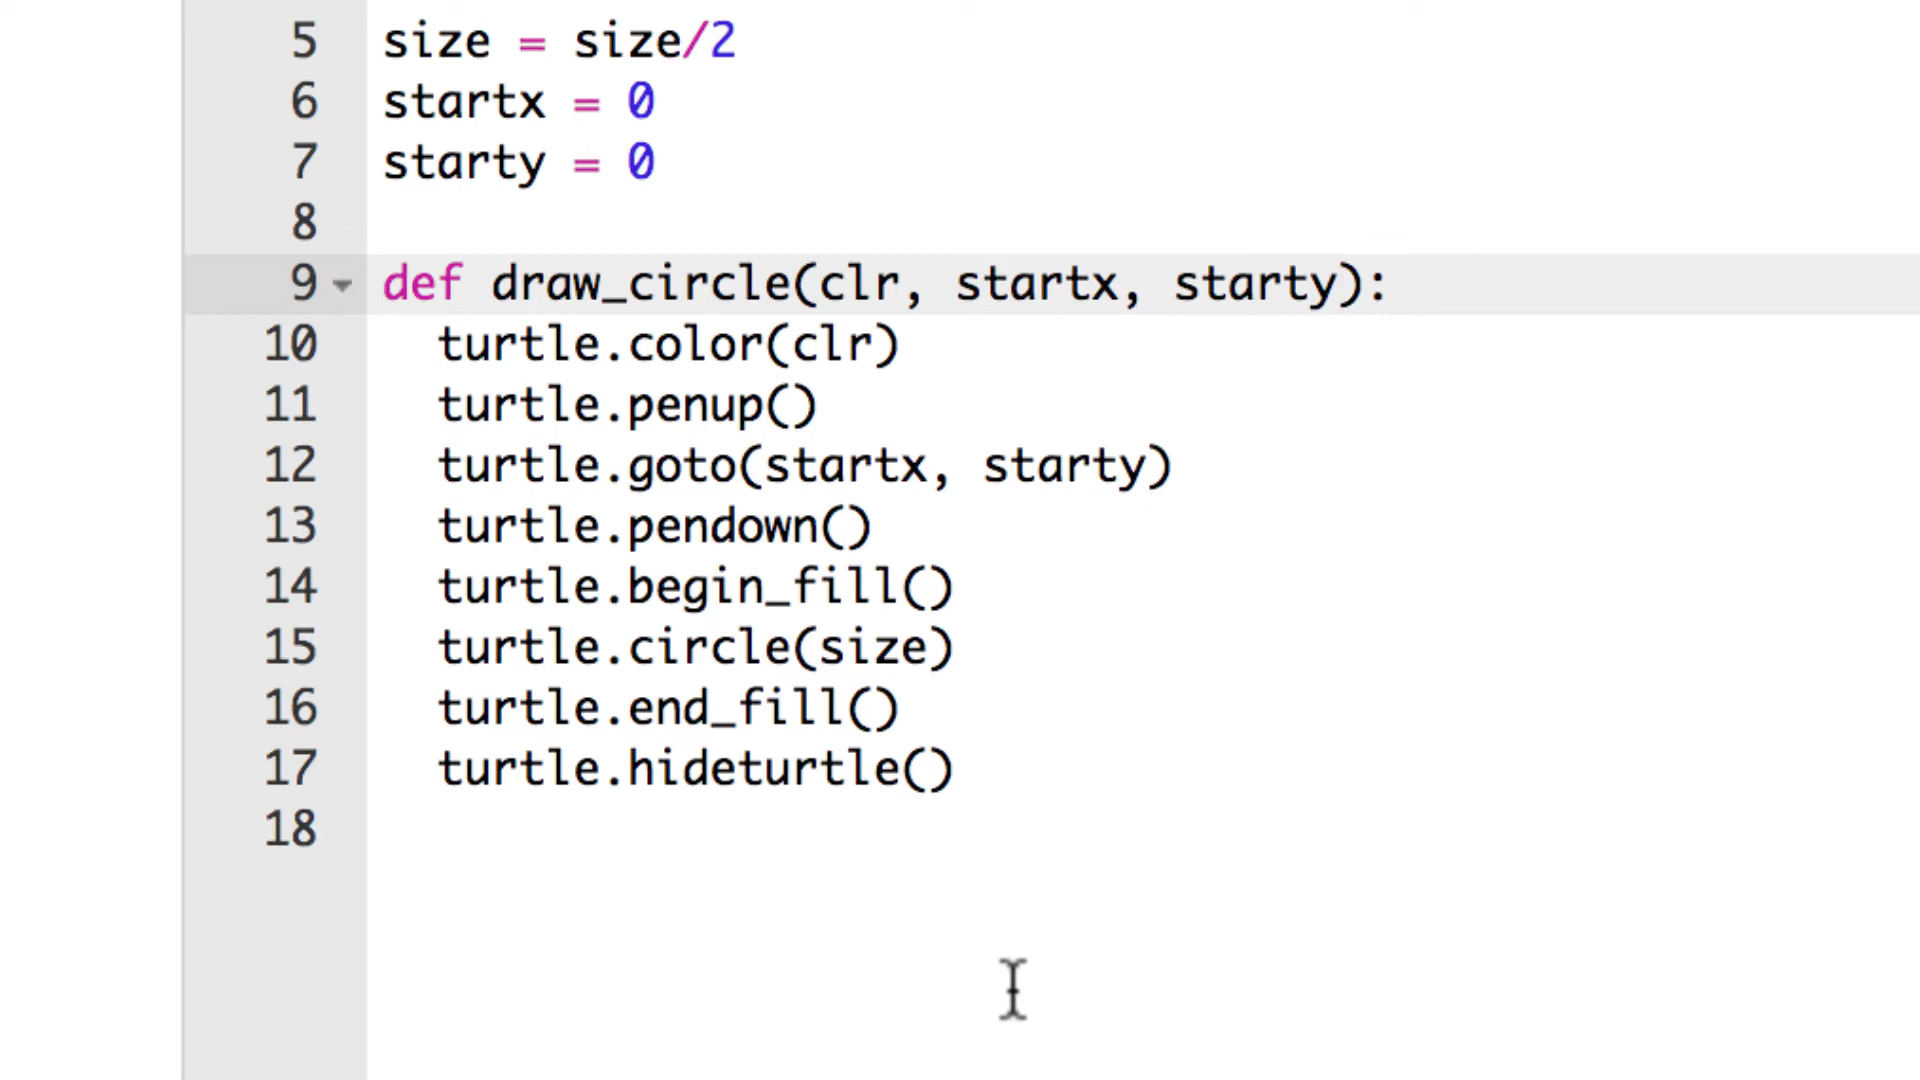 5 size = size/2
6 startx = 0
7 starty = 0
8
9 def draw_circle(clr, startx, starty):
10 turtle.color(clr)
11 turtle.penup()
12 turtle.goto(startx, starty)
13 turtle.pendown()
14 turtle.begin_fill()
15 turtle.circle(size)
16 turtle.end_fill()
17 turtle.hideturtle()
18